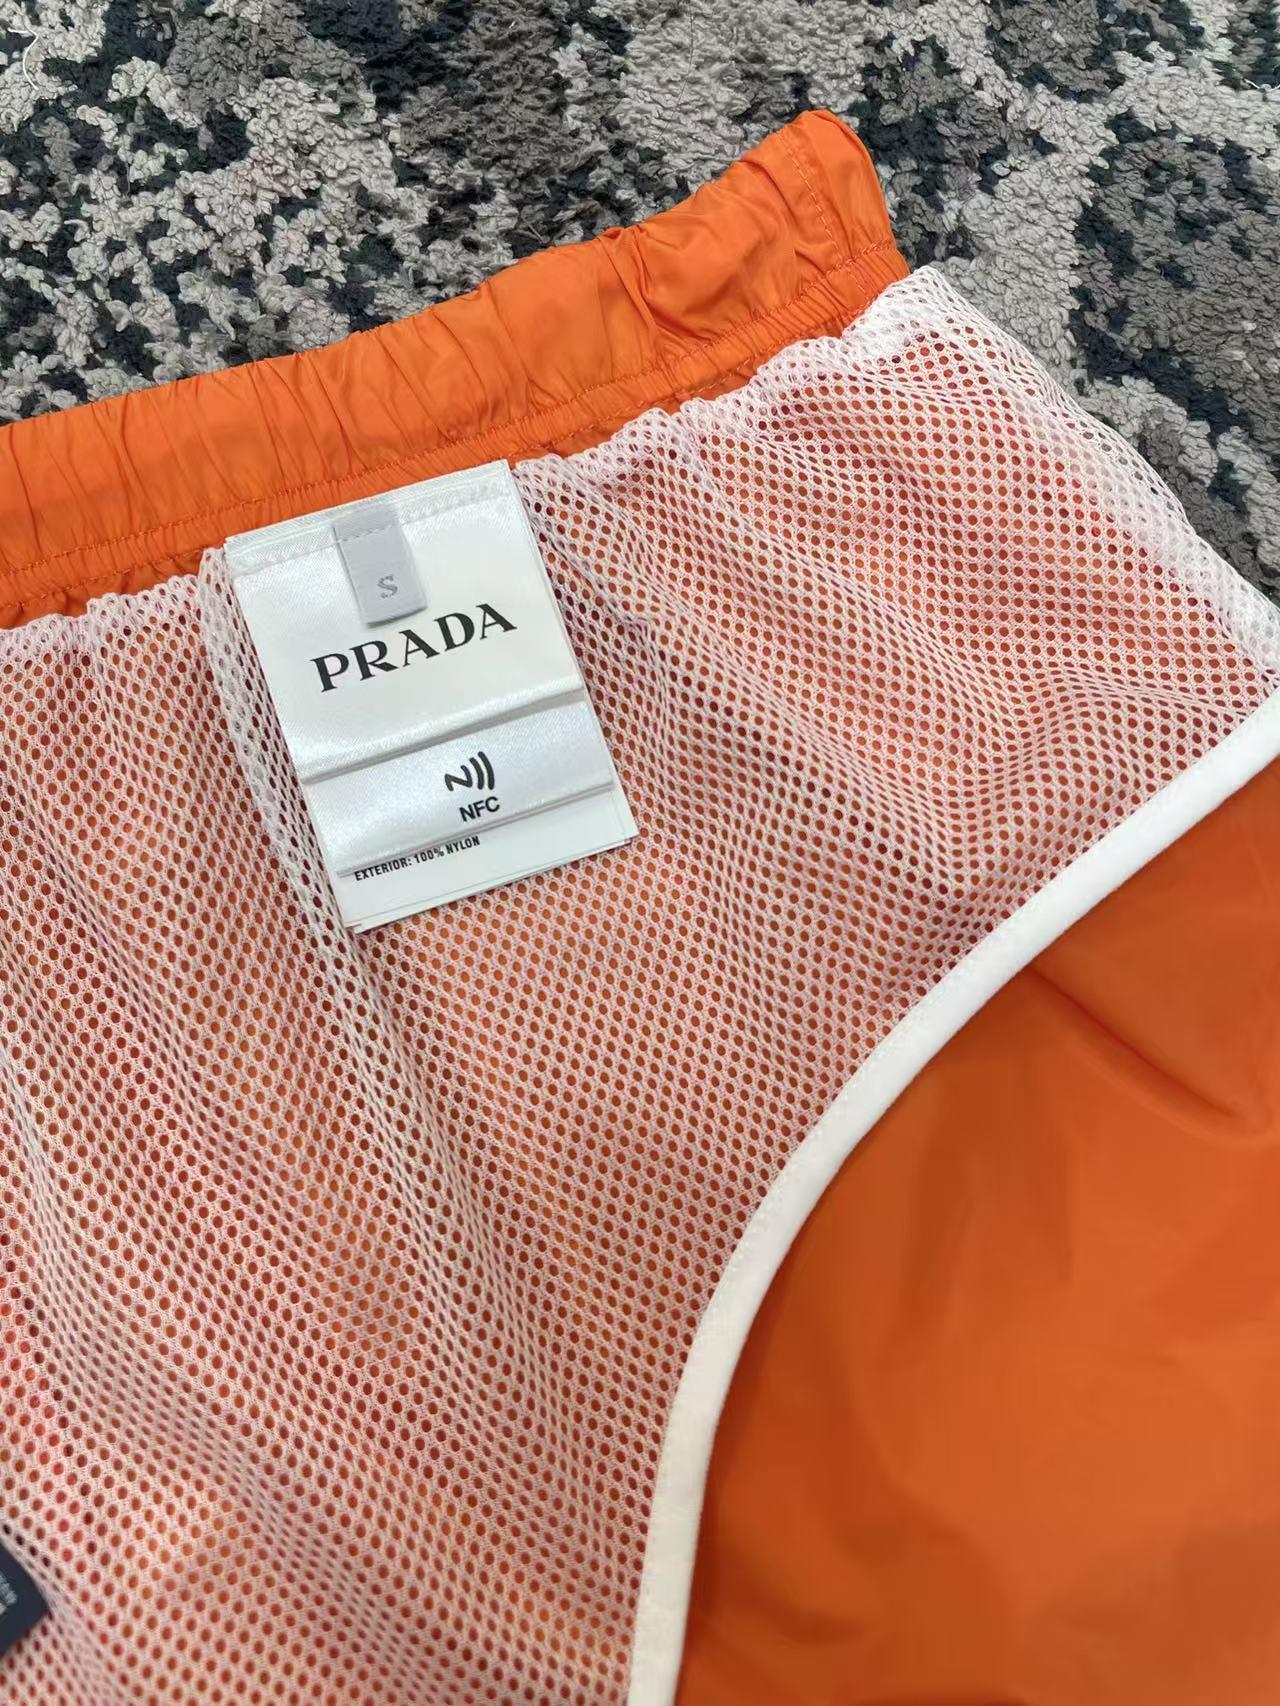 S
PRADA
NFC
EXTERIOR: 100% NYLON